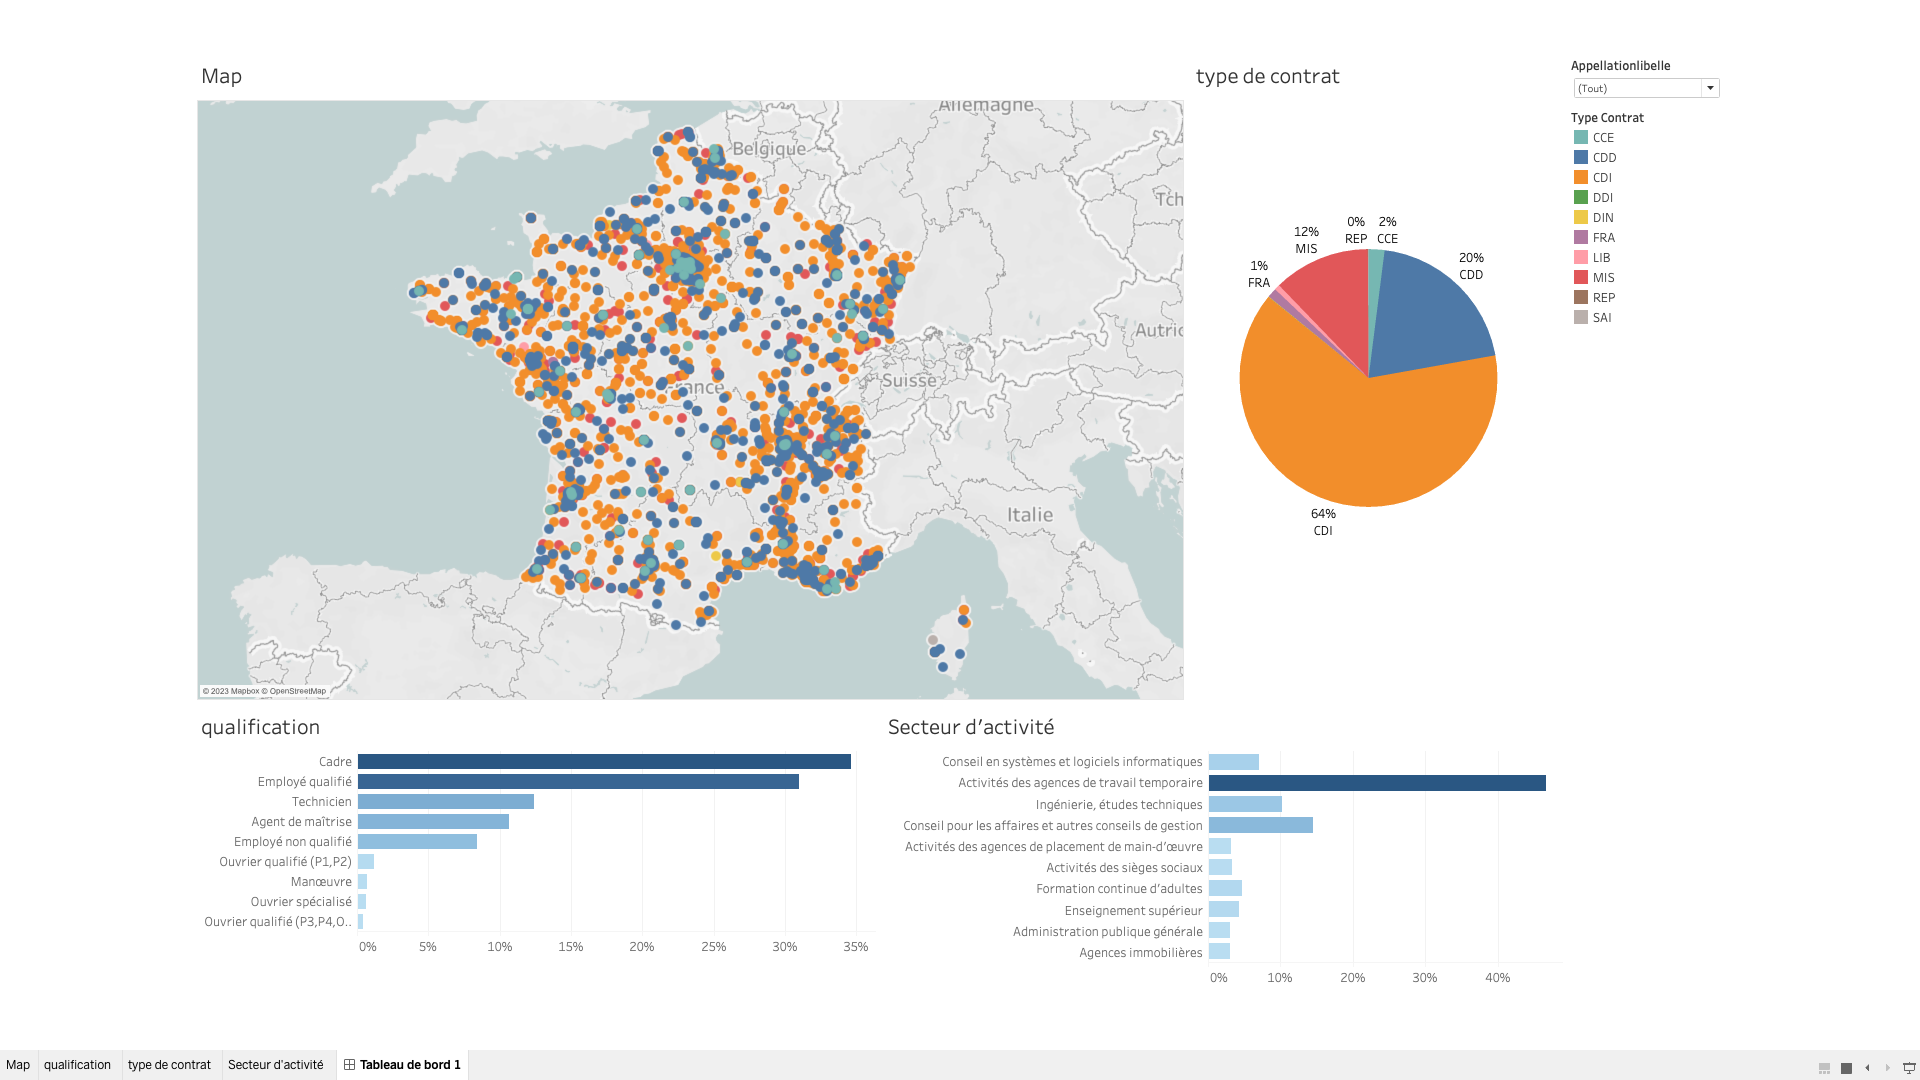 Map
type de contrat
Appellationlibelle
(Tout)
Type Contrat
CCE
CDD
CDI
DDI
DIN
FRA
LIB
MIS
REP
SAI
Allemagne
Belgique
Tch
Autric
France
Suisse
Italie
© 2023 Mapbox © OpenStreetMap
0%
REP
2%
CCE
12%
MIS
20%
CDD
1%
FRA
64%
CDI
qualification
Cadre
Employé qualifié
Technicien
Agent de maîtrise
Employé non qualifié
Ouvrier qualifié (P1,P2)
Manœuvre
Ouvrier spécialisé
Ouvrier qualifié (P3,P4,O..
0% 5% 10% 15% 20% 25% 30% 35%
Secteur d'activité
Conseil en systèmes et logiciels informatiques
Activités des agences de travail temporaire
Ingénierie, études techniques
Conseil pour les affaires et autres conseils de gestion
Activités des agences de placement de main-d'œuvre
Activités des sièges sociaux
Formation continue d'adultes
Enseignement supérieur
Administration publique générale
Agences immobilières
0% 10% 20% 30% 40%
Map qualification type de contrat Secteur d'activité Tableau de bord 1